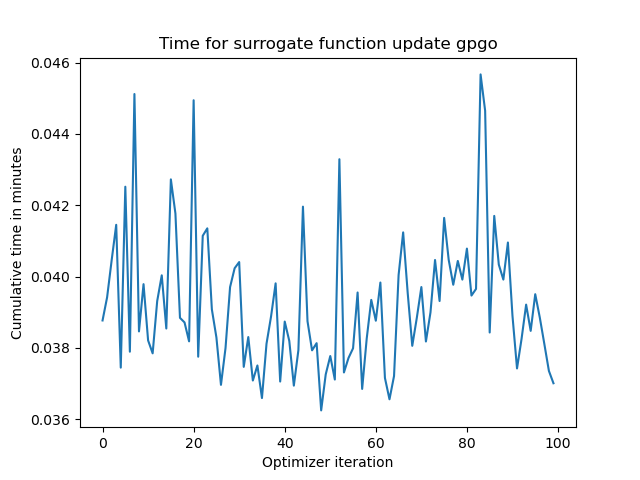 Time for surrogate function update gpgo
0.046
0.044
0.042
0.040
0.038
0.036
Cumulative time in minutes
0 20 40 60 80 100
Optimizer iteration